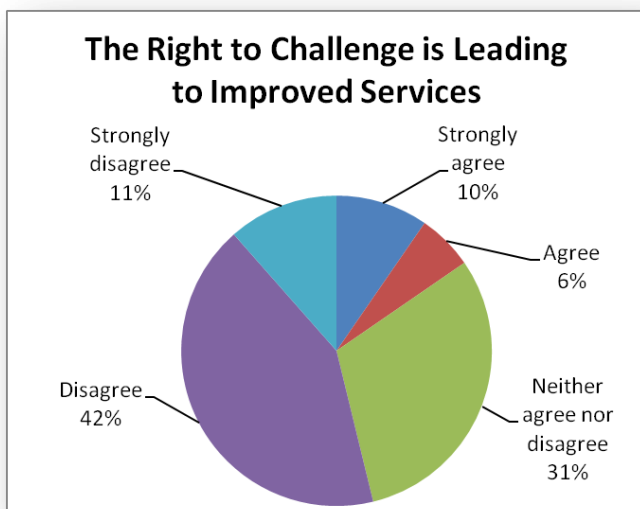 The Right to Challenge is Leading
to Improved Services
Strongly
disagree
11%
Strongly
agree
10%
Agree
6%
Disagree
42%
Neither
agree nor
disagree
31%